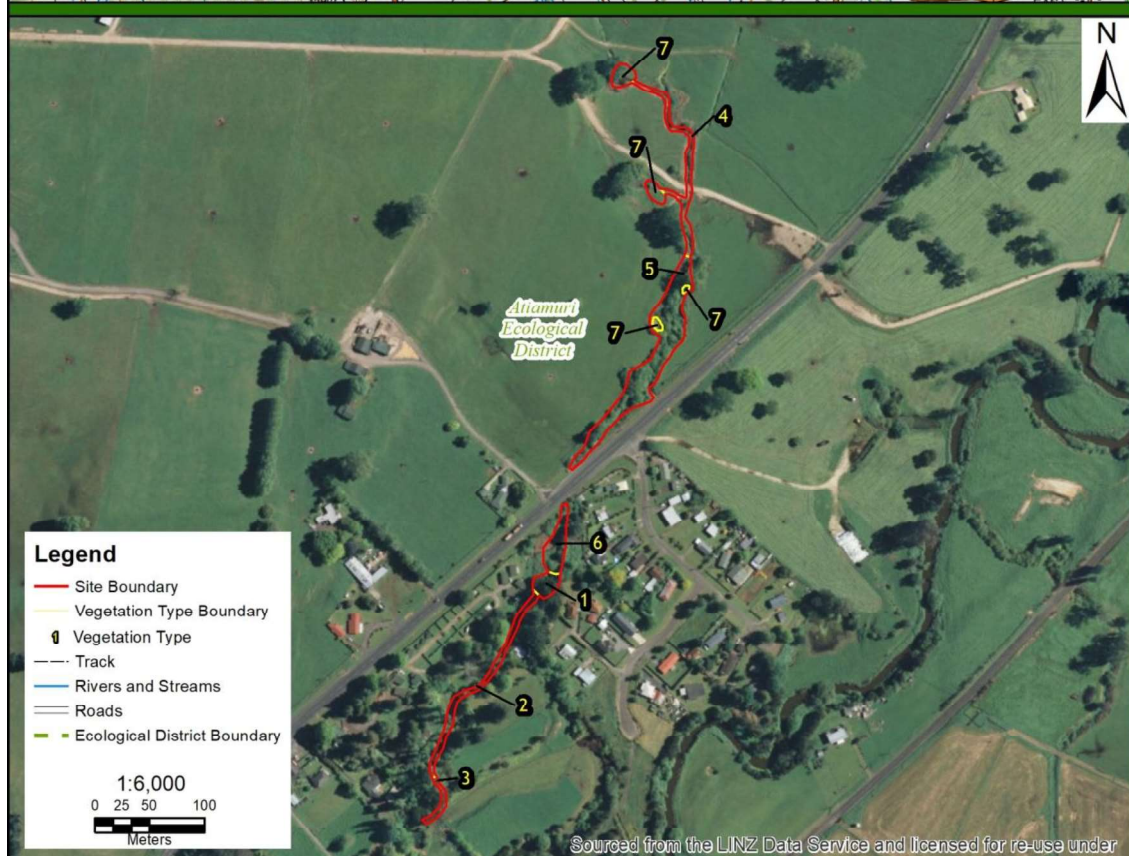 N
7
4
7
5
7
7
Atiamuri
Ecological
District
6
1
2
3
Legend
Site Boundary
Vegetation Type Boundary
1 Vegetation Type
Track
Rivers and Streams
Roads
Ecological District Boundary
1:6,000
0 25 50 100
Meters
Sourced from the LINZ Data Service and licensed for re-use under